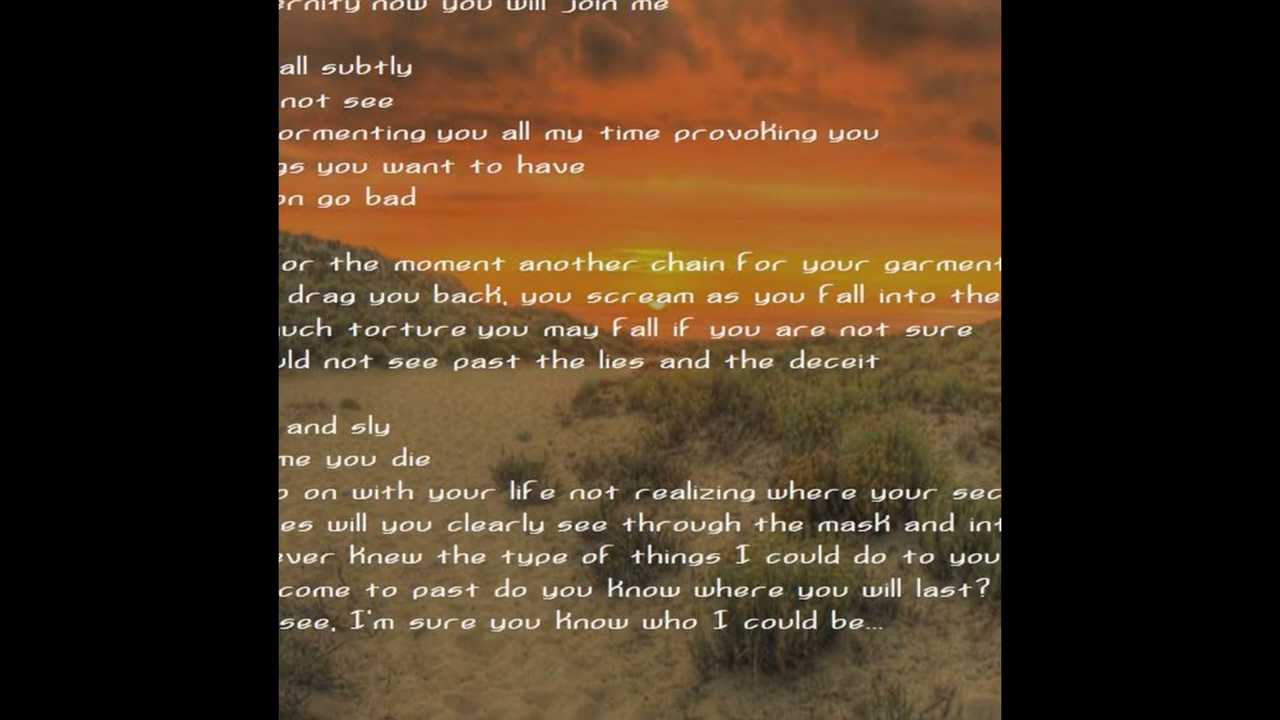 ernity now you will join me
all subtly
not see
ormenting you all my time provoking you
gs you want to have
on go bad
or the moment another chain for your garment
drag you back, you scream as you fall into the
uch torture you may fall if you are not sure
uld not see past the lies and the deceit
and sly
me you die
o on with your life not realizing where your sec
es will you clearly see through the mask and int
ever knew the type of things I could do to you
come to past do you know where you will last?
see, I'm sure you know who I could be...